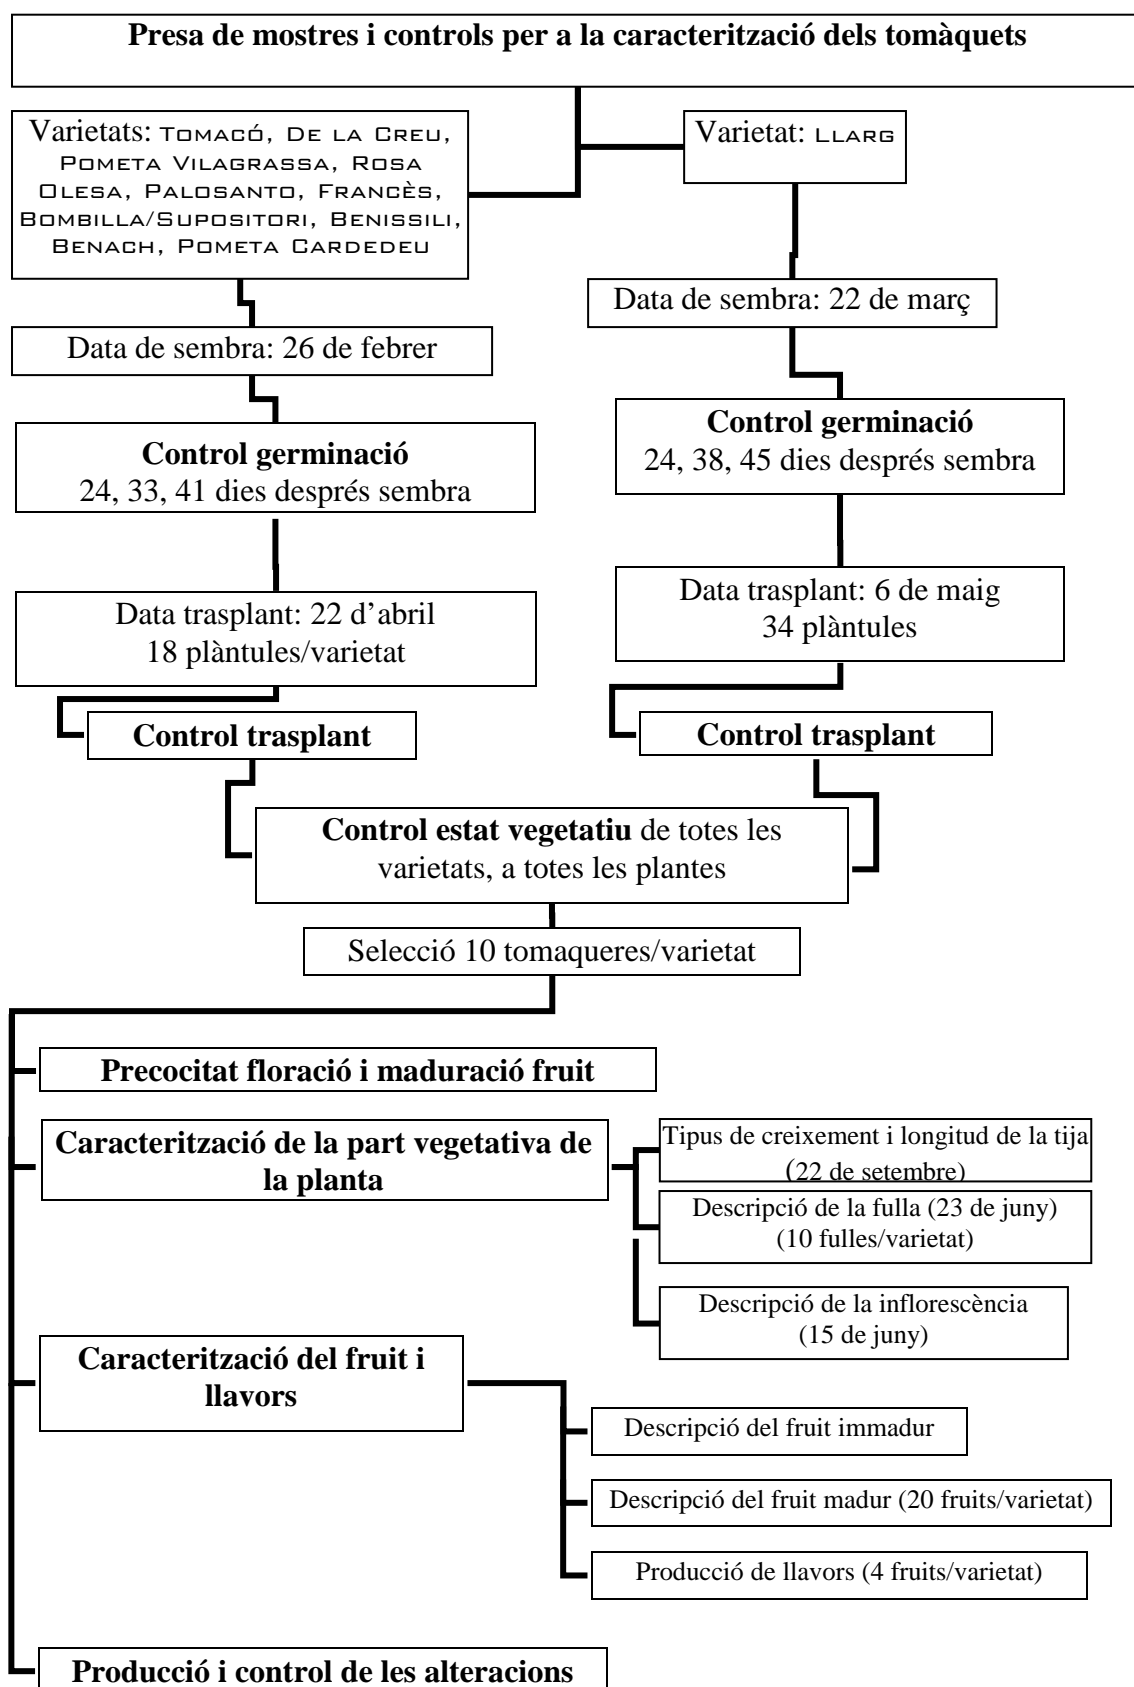 Presa de mostres i controls per a la caracterització dels tomàquets
Varietats: TOMACÓ, DE LA CREU,
POMETA VILAGRASSA, ROSA
OLESA, PALOSANTO, FRANCÈS,
BOMBILLA/SUPOSITORI, BENISSILI,
BENACH, POMETA CARDEDEU
Varietat: LLARG
Data de sembra: 22 de març
Data de sembra: 26 de febrer
Control germinació
24, 38, 45 dies després sembra
Control germinació
24, 33, 41 dies després sembra
Data trasplant: 6 de maig
34 plàntules
Data trasplant: 22 d’abril
18 plàntules/varietat
Control trasplant
Control trasplant
Control estat vegetatiu de totes les
varietats, a totes les plantes
Selecció 10 tomaqueres/varietat
Precocitat floració i maduració fruit
Caracterització de la part vegetativa de
la planta
Tipus de creixement i longitud de la tija
(22 de setembre)
Descripció de la fulla (23 de juny)
(10 fulles/varietat)
Descripció de la inflorescència
(15 de juny)
Caracterització del fruit i
llavors
Descripció del fruit immadur
Descripció del fruit madur (20 fruits/varietat)
Producció de llavors (4 fruits/varietat)
Producció i control de les alteracions